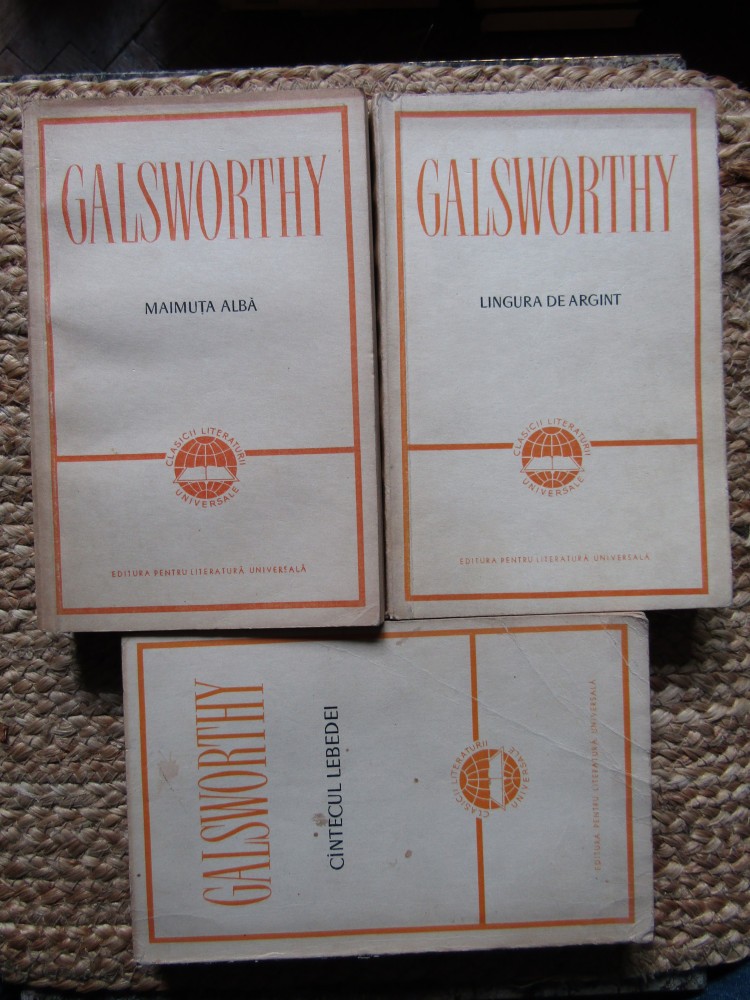 GALSWORTHY
MAIMUȚA ALBĂ
CLASICII LITERATURII
UNIVERSALE
EDITURA PENTRU LITERATURĂ UNIVERSALĂ
GALSWORTHY
LINGURA DE ARGINT
CLASICII LITERATURII
UNIVERSALE
EDITURA PENTRU LITERATURĂ UNIVERSALĂ
GALSWORTHY
CÎNTECUL LEBEDEI
CLASICII LITERATURII
UNIVERSALE
EDITURA PENTRU LITERATURĂ UNIVERSALĂ